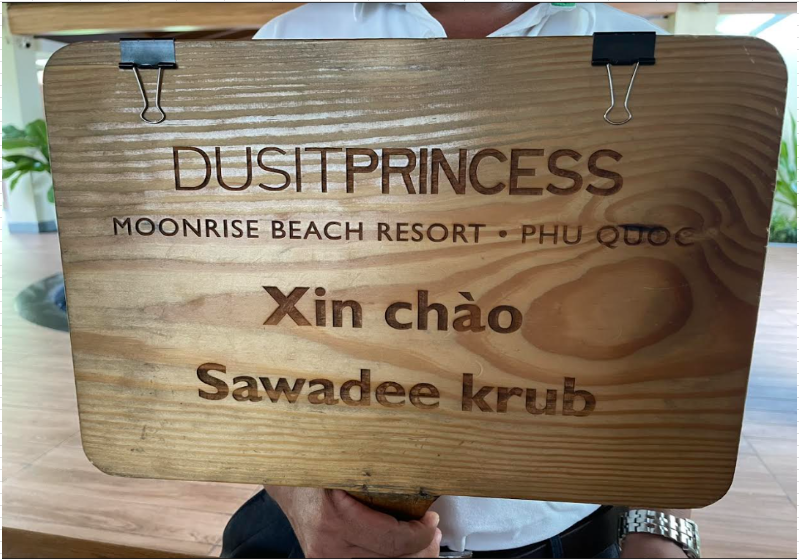 DUSITPRINCESS
MOONRISE BEACH RESORT • PHU QUOC
Xin chào
Sawadee krub